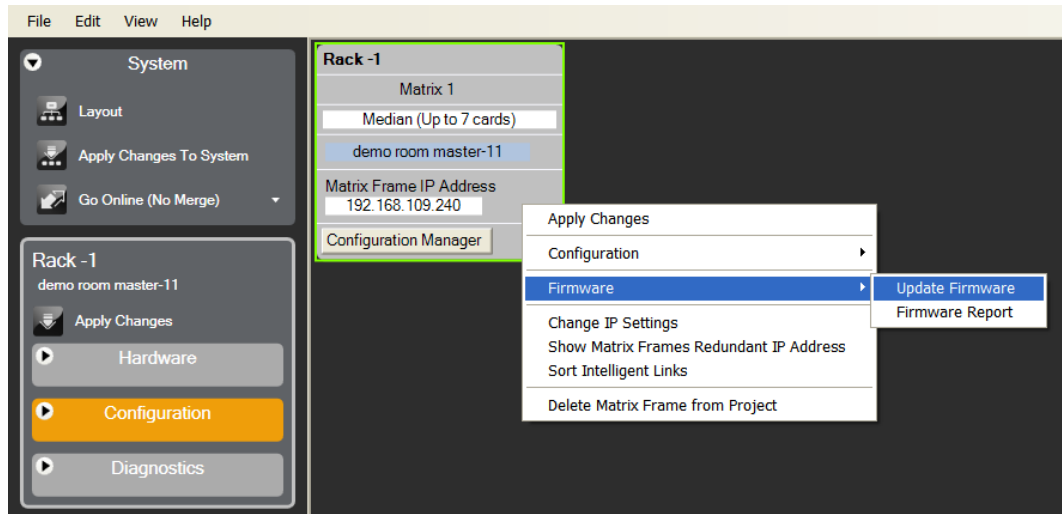 File Edit View Help
System
Layout
Apply Changes To System
Go Online (No Merge)
Rack -1
demo room master-11
Apply Changes
Hardware
Configuration
Diagnostics
Rack -1
Matrix 1
Median (Up to 7 cards)
demo room master-11
Matrix Frame IP Address
192.168.109.240
Configuration Manager
Apply Changes
Configuration
Firmware
Change IP Settings
Show Matrix Frames Redundant IP Address
Sort Intelligent Links
Delete Matrix Frame from Project
Update Firmware
Firmware Report